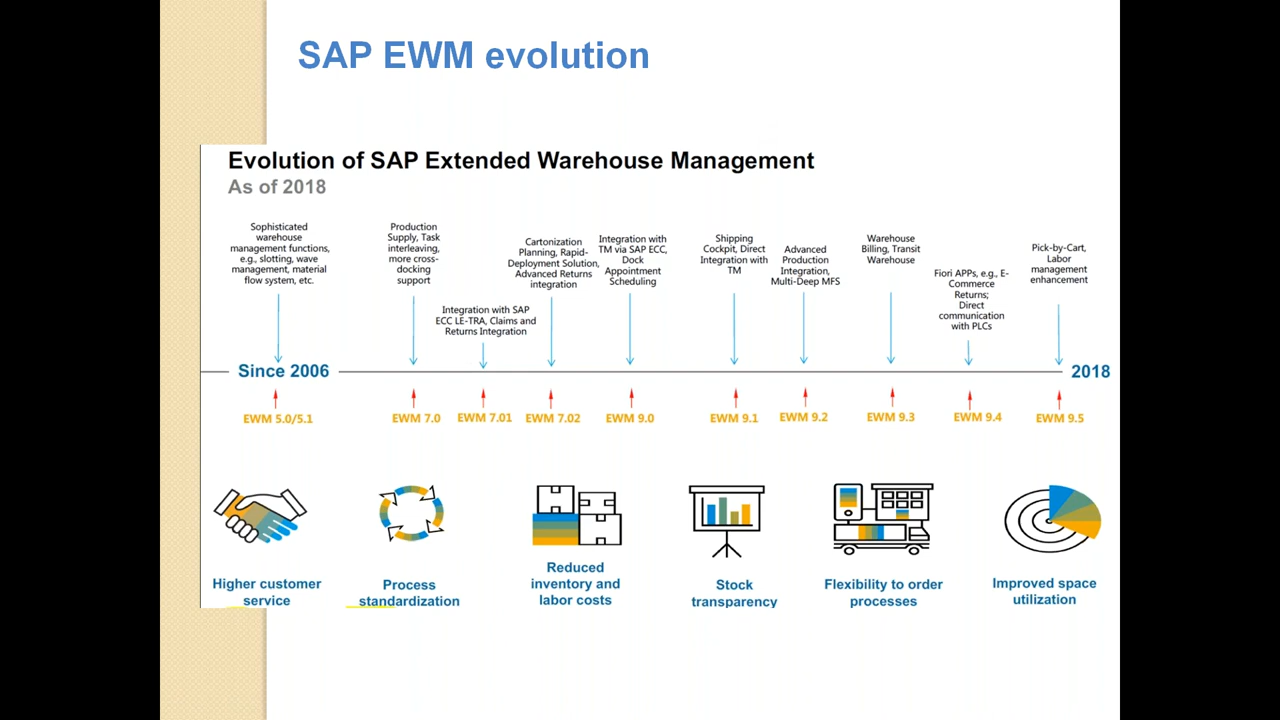 SAP EWM evolution
Evolution of SAP Extended Warehouse Management
As of 2018
Sophisticated
warehouse
management functions,
e.g., slotting, wave
management, material
flow system, etc.
Production
Supply, Task
interleaving,
more cross-
docking
support
Integration with SAP
ECC LE-TRA, Claims and
Returns Integration
Cartonization
Planning, Rapid-
Deployment Solution,
Advanced Returns
integration
Integration with
TM via SAP ECC,
Dock
Appointment
Scheduling
Shipping
Cockpit, Direct
Integration with
TM
Advanced
Production
Integration,
Multi-Deep MFS
Warehouse
Billing, Transit
Warehouse
Fiori APPs, e.g., E-
Commerce
Returns;
Direct
communication
with PLCs
Pick-by-Cart,
Labor
management
enhancement
Since 2006
2018
EWM 5.0/5.1
EWM 7.0
EWM 7.01
EWM 7.02
EWM 9.0
EWM 9.1
EWM 9.2
EWM 9.3
EWM 9.4
EWM 9.5
Higher customer
service
Process
standardization
Reduced
inventory and
labor costs
Stock
transparency
Flexibility to order
processes
Improved space
utilization